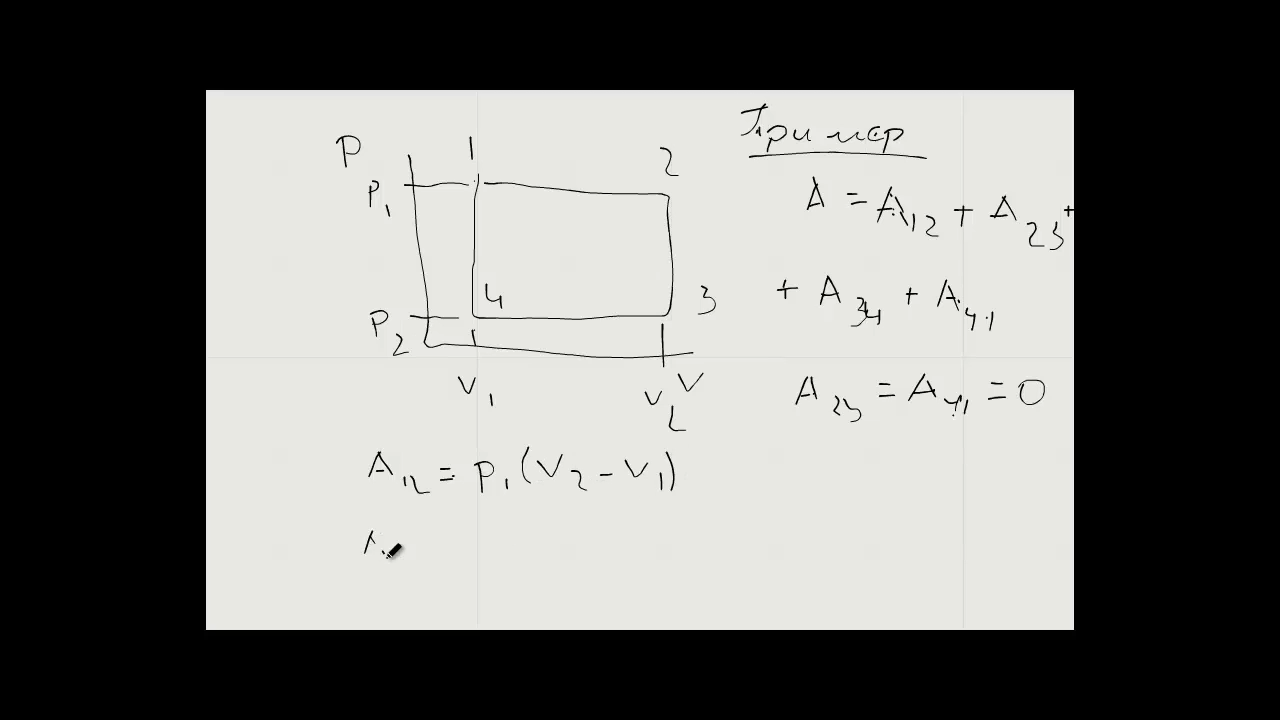 Пример
P
1
2
P₁
A = A₁₂ + A₂₃ +
+ A₃₄ + A₄₁
4
3
P₂
V₁
V₂
V
A₂₃ = A₄₁ = 0
A₁₂ = P₁(V₂ - V₁)